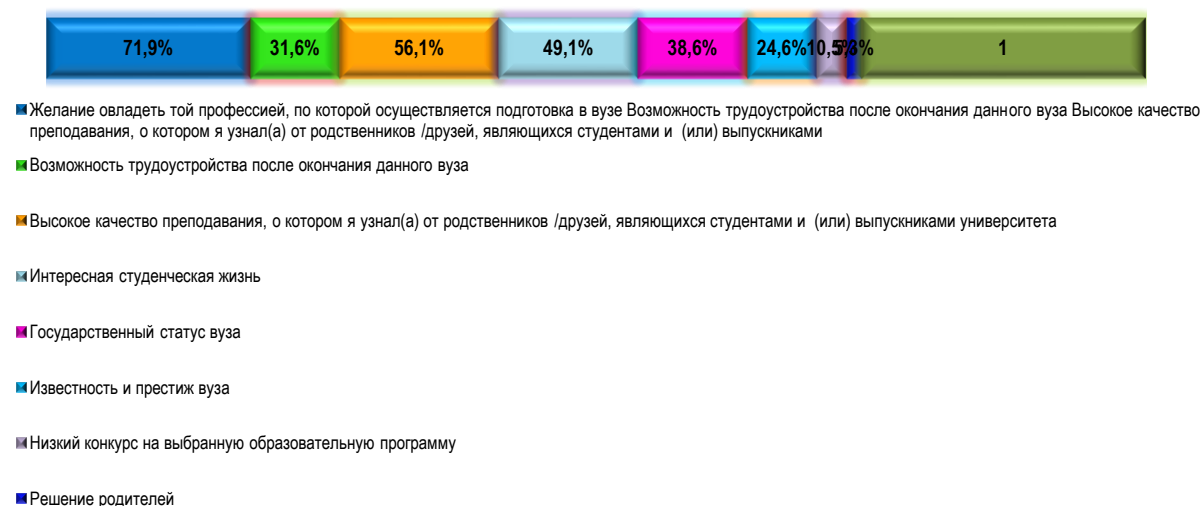 71,9% 31,6% 56,1% 49,1% 38,6% 24,6% 10,5% 5,3% 1
Желание овладеть той профессией, по которой осуществляется подготовка в вузе Возможность трудоустройства после окончания данного вуза Высокое качество
преподавания, о котором я узнал(а) от родственников /друзей, являющихся студентами и (или) выпускниками
Возможность трудоустройства после окончания данного вуза
Высокое качество преподавания, о котором я узнал(а) от родственников /друзей, являющихся студентами и (или) выпускниками университета
Интересная студенческая жизнь
Государственный статус вуза
Известность и престиж вуза
Низкий конкурс на выбранную образовательную программу
Решение родителей